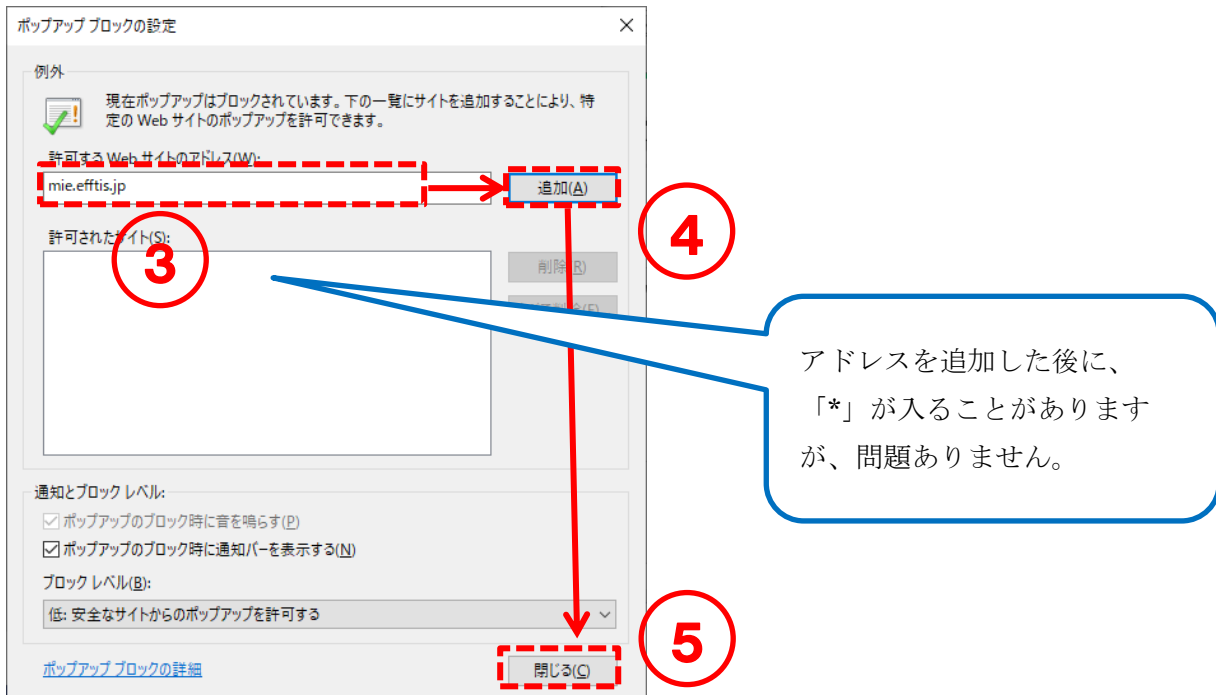 ポップアップ ブロックの設定
例外
現在ポップアップはブロックされています。下の一覧にサイトを追加することにより、特
定の Web サイトのポップアップを許可できます。
許可する Web サイトのアドレス(W):
mie.efftis.jp
追加(A)
④
許可されたサイト(S):
③
削除(R)
アドレスを追加した後に、
「*」が入ることがあります
が、問題ありません。
通知とブロック レベル:
ポップアップのブロック時に音を鳴らす(P)
ポップアップのブロック時に通知バーを表示する(N)
ブロック レベル(B):
低: 安全なサイトからのポップアップを許可する
⑤
ポップアップ ブロックの詳細
閉じる(C)